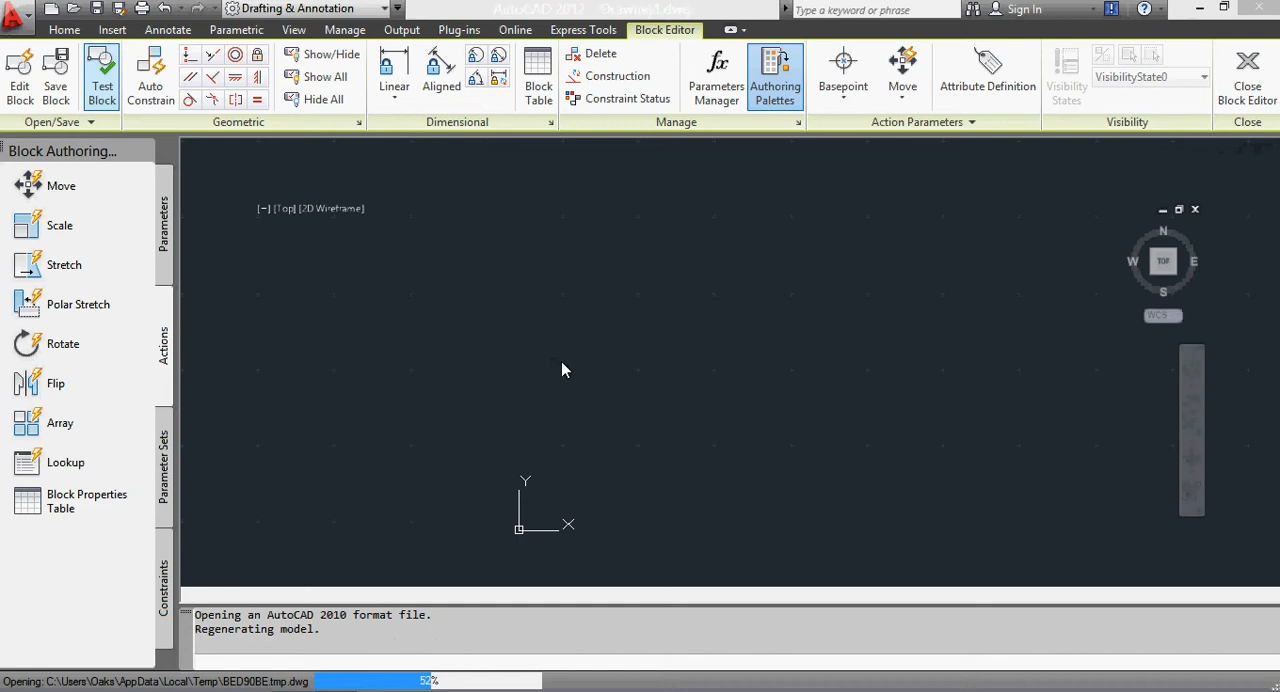 Drafting & Annotation
AutoCAD 2012 Drawing1.dwg
Type a keyword or phrase
Sign In
Home
Insert
Annotate
Parametric
View
Manage
Output
Plug-ins
Online
Express Tools
Block Editor
Edit
Block
Save
Block
Test
Block
Auto
Constrain
Show/Hide
Show All
Hide All
Linear
Aligned
Block
Table
Delete
Construction
Constraint Status
Parameters
Manager
Authoring
Palettes
Basepoint
Move
Attribute Definition
Visibility
States
VisibilityState0
Close
Block Editor
Open/Save
Geometric
Dimensional
Manage
Action Parameters
Visibility
Close
Block Authoring...
Move
Scale
Stretch
Polar Stretch
Rotate
Flip
Array
Lookup
Block Properties
Table
Parameters
Actions
Parameter Sets
Constraints
[−] [Top] [2D Wireframe]
N
W
TOP
E
S
WCS
Y
X
Opening an AutoCAD 2010 format file.
Regenerating model.
Opening: C:\Users\Oaks\AppData\Local\Temp\BED90BE.tmp.dwg
52%